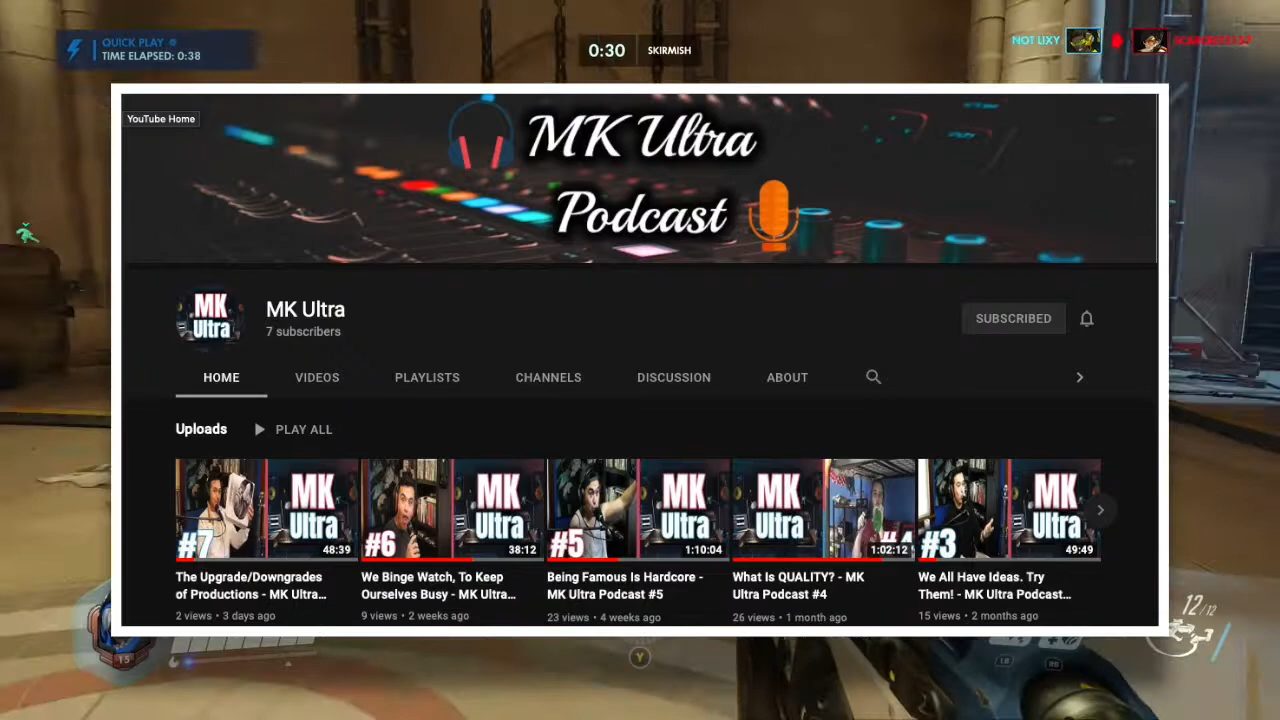 QUICK PLAY
TIME ELAPSED: 0:38
0:30 SKIRMISH
NOT LIXY
YouTube Home
MK Ultra
Podcast
MK
Ultra
MK Ultra
7 subscribers
SUBSCRIBED
HOME VIDEOS PLAYLISTS CHANNELS DISCUSSION ABOUT
Uploads PLAY ALL
MK
Ultra
#7
48:39
MK
Ultra
#6
38:12
MK
Ultra
#5
1:10:04
MK
Ultra
#4
1:02:12
MK
Ultra
#3
49:49
The Upgrade/Downgrades
of Productions - MK Ultra...
2 views • 3 days ago
We Binge Watch, To Keep
Ourselves Busy - MK Ultra...
9 views • 2 weeks ago
Being Famous Is Hardcore -
MK Ultra Podcast #5
23 views • 4 weeks ago
What Is QUALITY? - MK
Ultra Podcast #4
26 views • 1 month ago
We All Have Ideas. Try
Them! - MK Ultra Podcast...
15 views • 2 months ago
12/12
15
Y
LB
RB